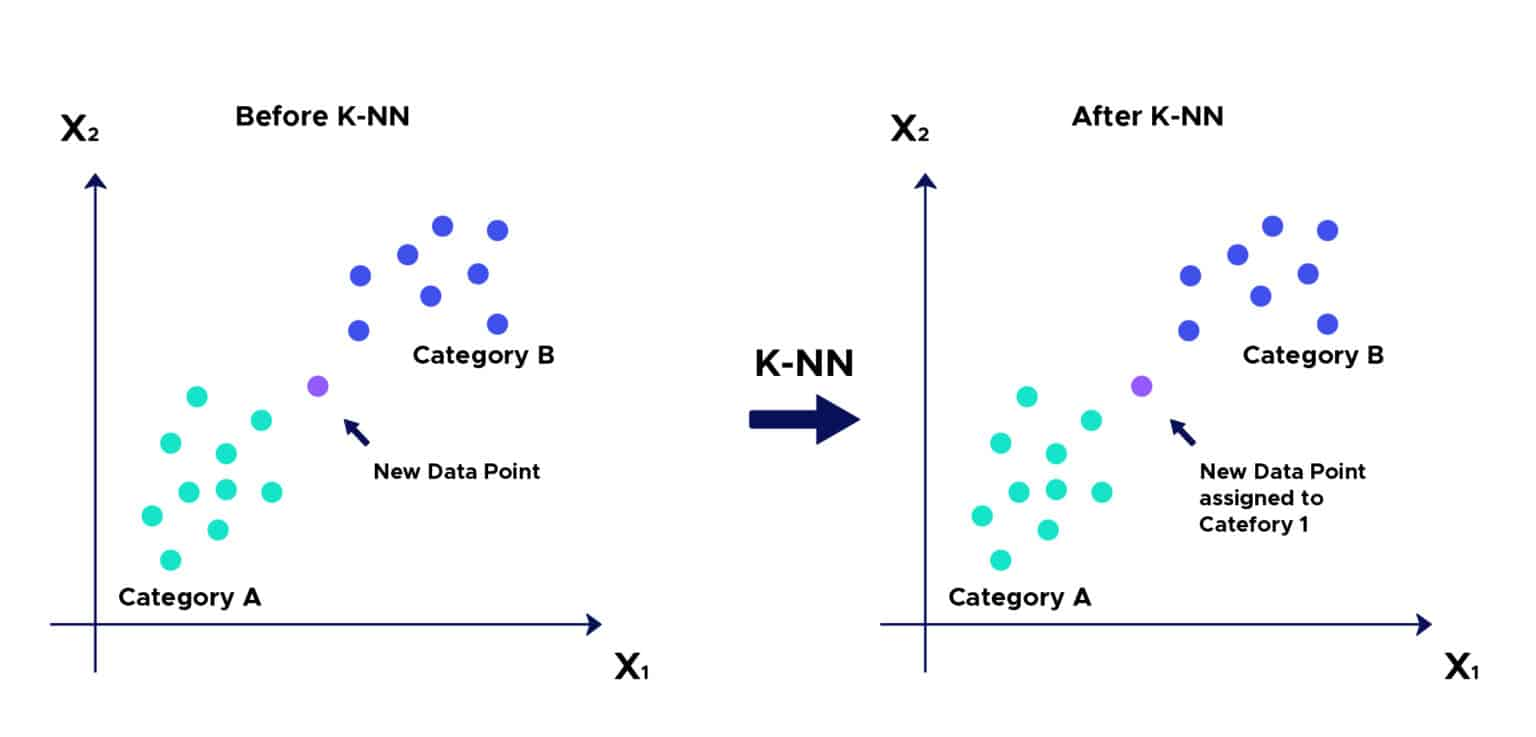 Before K-NN
X2
Category B
New Data Point
Category A
X1
K-NN
After K-NN
X2
Category B
New Data Point
assigned to
Catefory 1
Category A
X1